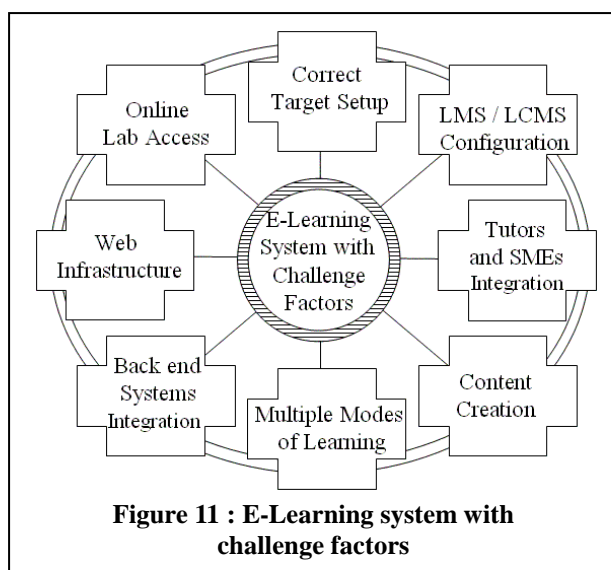 Correct
Target Setup
LMS / LCMS
Configuration
Tutors
and SMEs
Integration
Content
Creation
Multiple Modes
of Learning
Back end
Systems
Integration
Web
Infrastructure
Online
Lab Access
E-Learning
System with
Challenge
Factors
Figure 11 : E-Learning system with
challenge factors